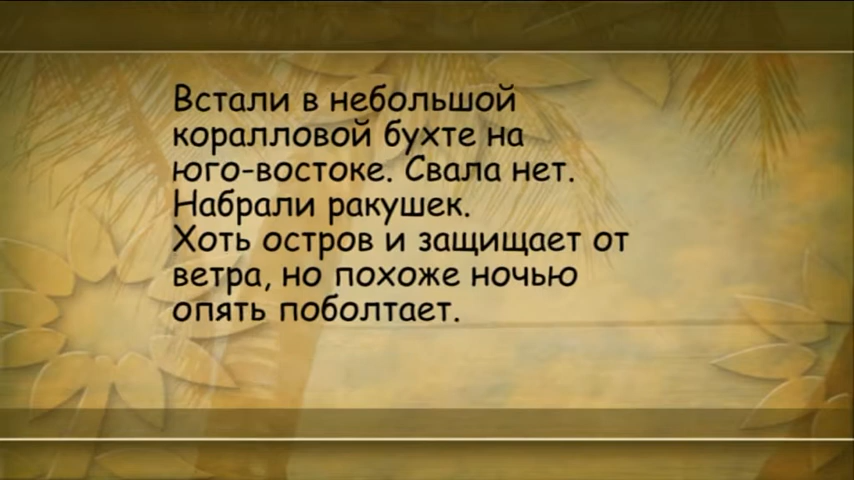 Встали в небольшой
коралловой бухте на
юго-востоке. Свала нет.
Набрали ракушек.
Хоть остров и защищает от
ветра, но похоже ночью
опять поболтает.